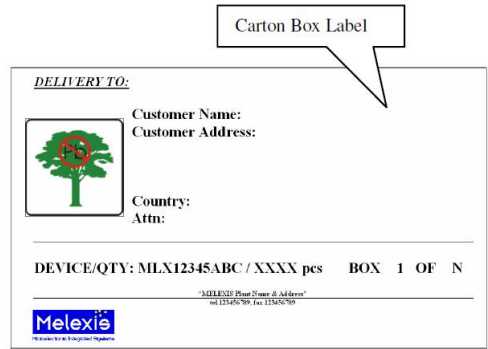 Carton Box Label
DELIVERY TO:
Customer Name:
Customer Address:
Pb
Country:
Attn:
DEVICE/QTY: MLX12345ABC / XXXX pcs BOX 1 OF N
"MELEXIS Plant Name & Address"
tel.123456789, fax 123456789
Melexis
Microelectronic Integrated Systems